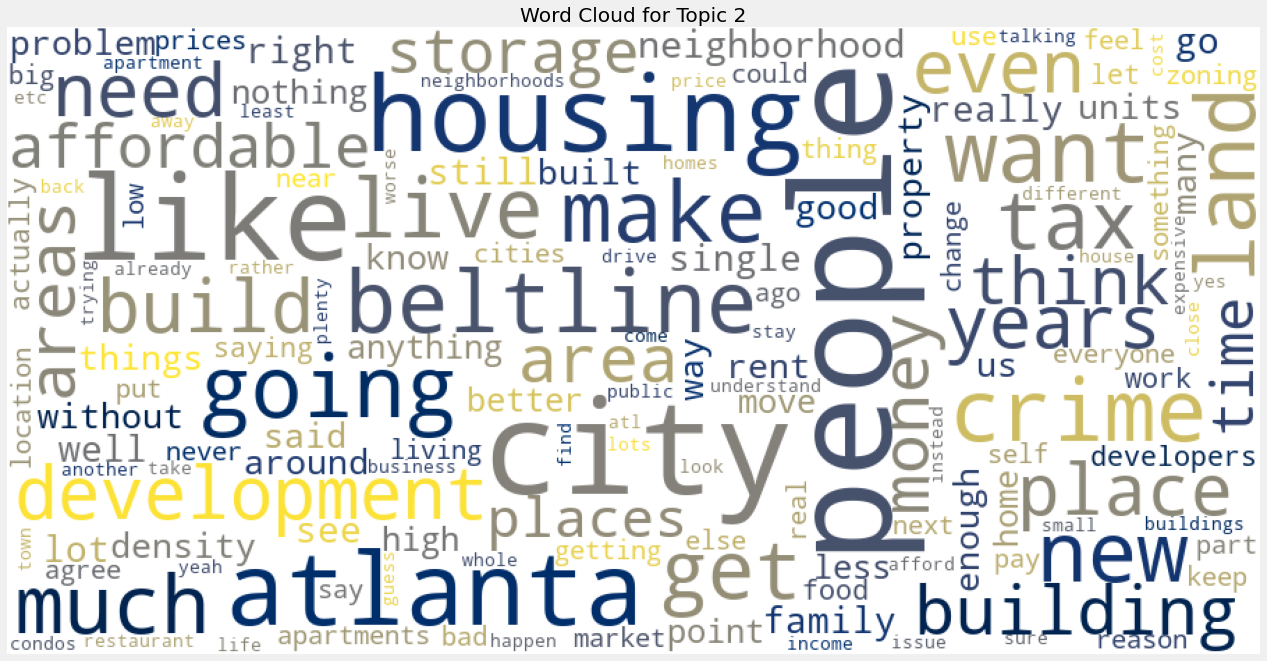 Word Cloud for Topic 2
problem prices right storage neighborhood use talking feel cost go
big apartment neighborhoods price could even let zoning
etc need nothing housing people really units land
away least
affordable worse still built homes thing property want something many
back near good different
actually areas like low live make tax
know cities drive single change think house expensive
trying already rather ago yes
build plenty beltline stay years close time
things saying anything come way us everyone
location put going area rent money work
better public understand move
without well said atl crime
never living find lots city look instead self developers
another take around business
development places real enough home place
town see next small buildings
lot density high getting else pay new part
agree yeah whole get less afford keep
much atlanta say guess food building
family
condos restaurant life apartments bad happen market point income issue sure reason